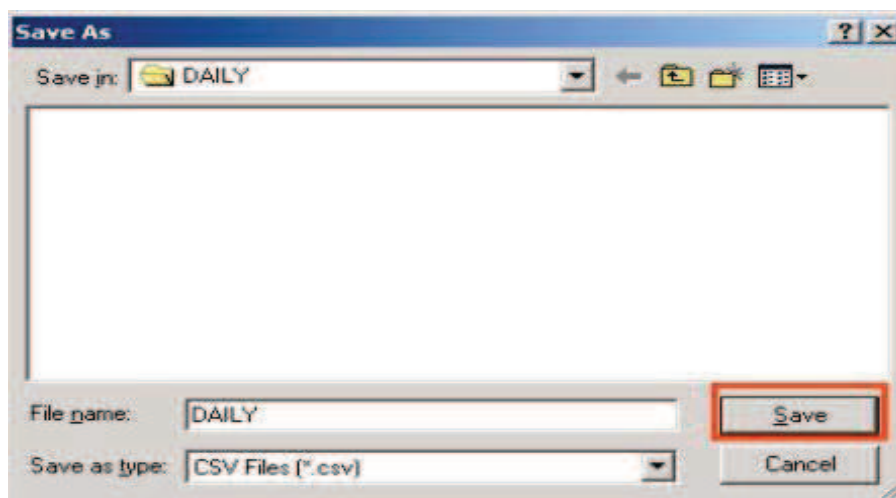 Save As
Save in: DAILY
File name: DAILY
Save
Save as type: CSV Files (*.csv)
Cancel